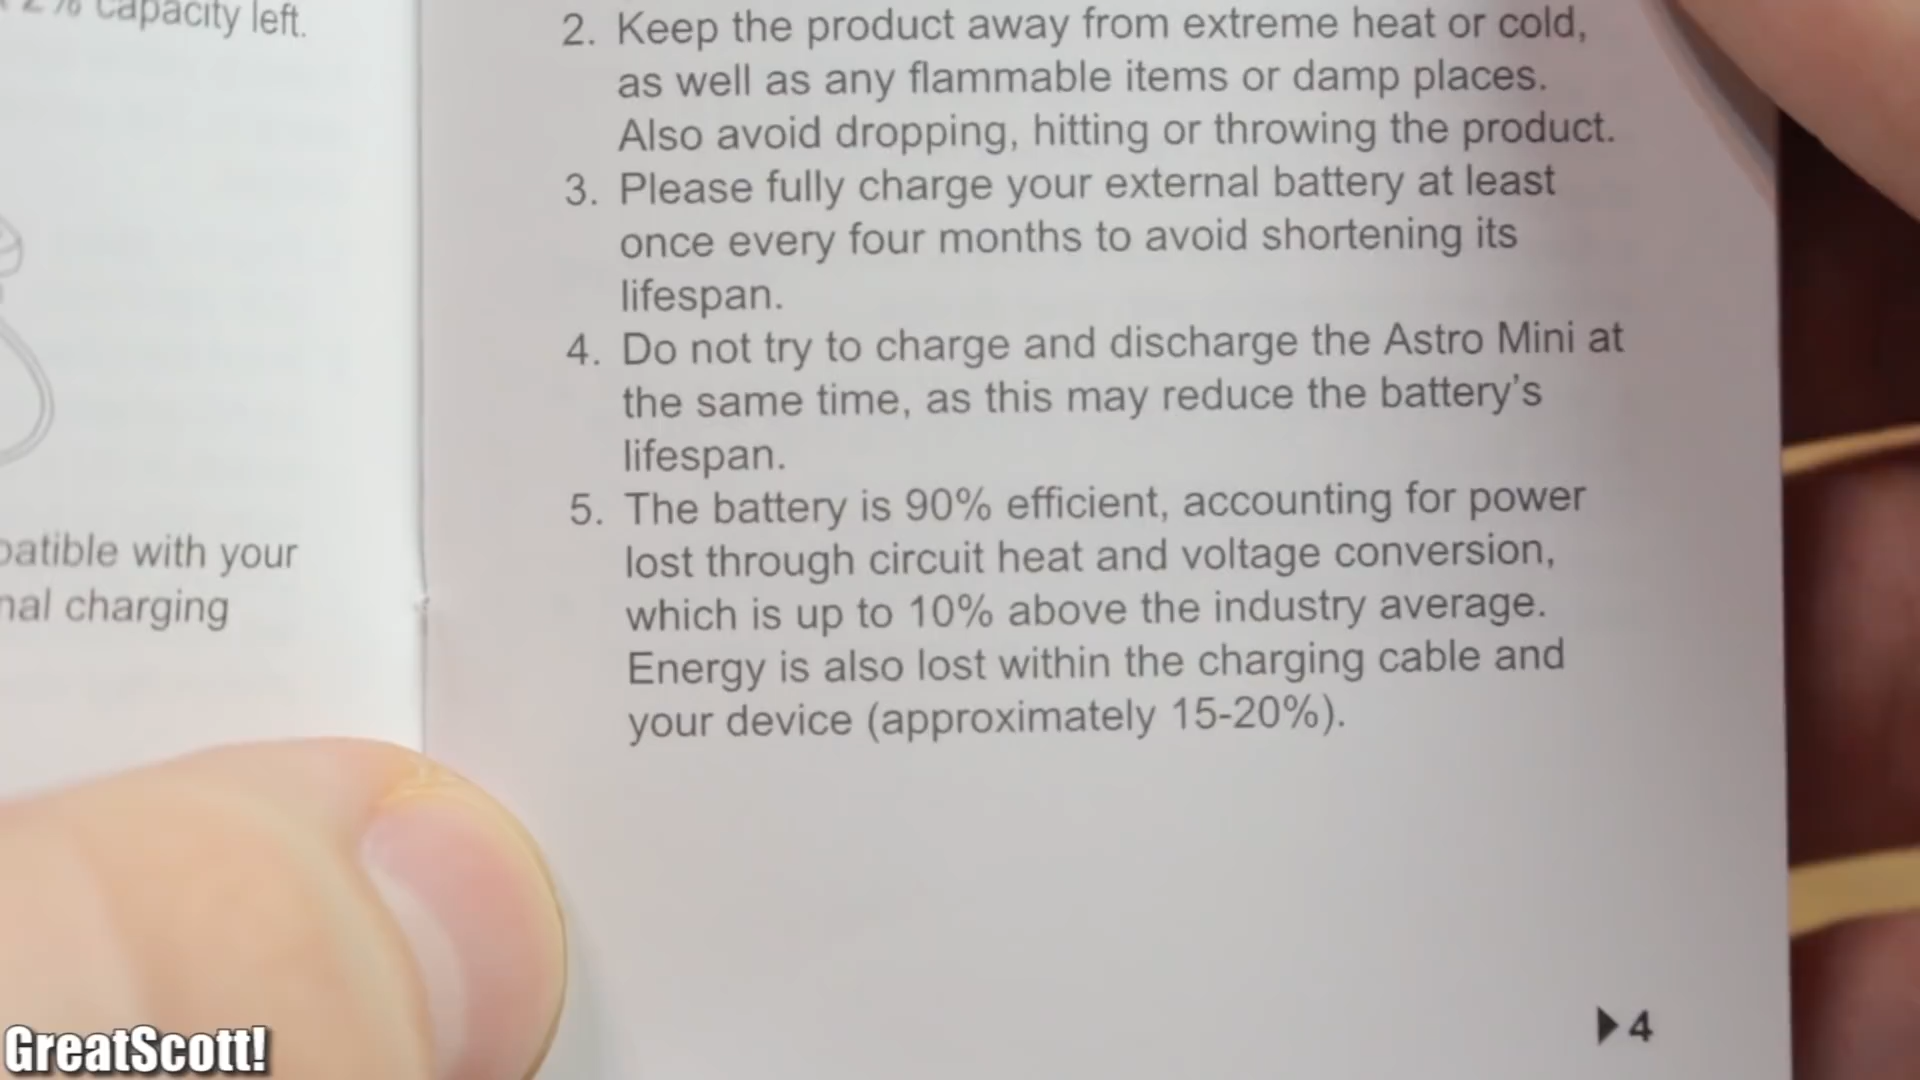 capacity left.
with your
charging
2. Keep the product away from extreme heat or cold,
as well as any flammable items or damp places.
Also avoid dropping, hitting or throwing the product.
3. Please fully charge your external battery at least
once every four months to avoid shortening its
lifespan.
4. Do not try to charge and discharge the Astro Mini at
the same time, as this may reduce the battery's
lifespan.
5. The battery is 90% efficient, accounting for power
lost through circuit heat and voltage conversion,
which is up to 10% above the industry average.
Energy is also lost within the charging cable and
your device (approximately 15-20%).
4
GreatScott!